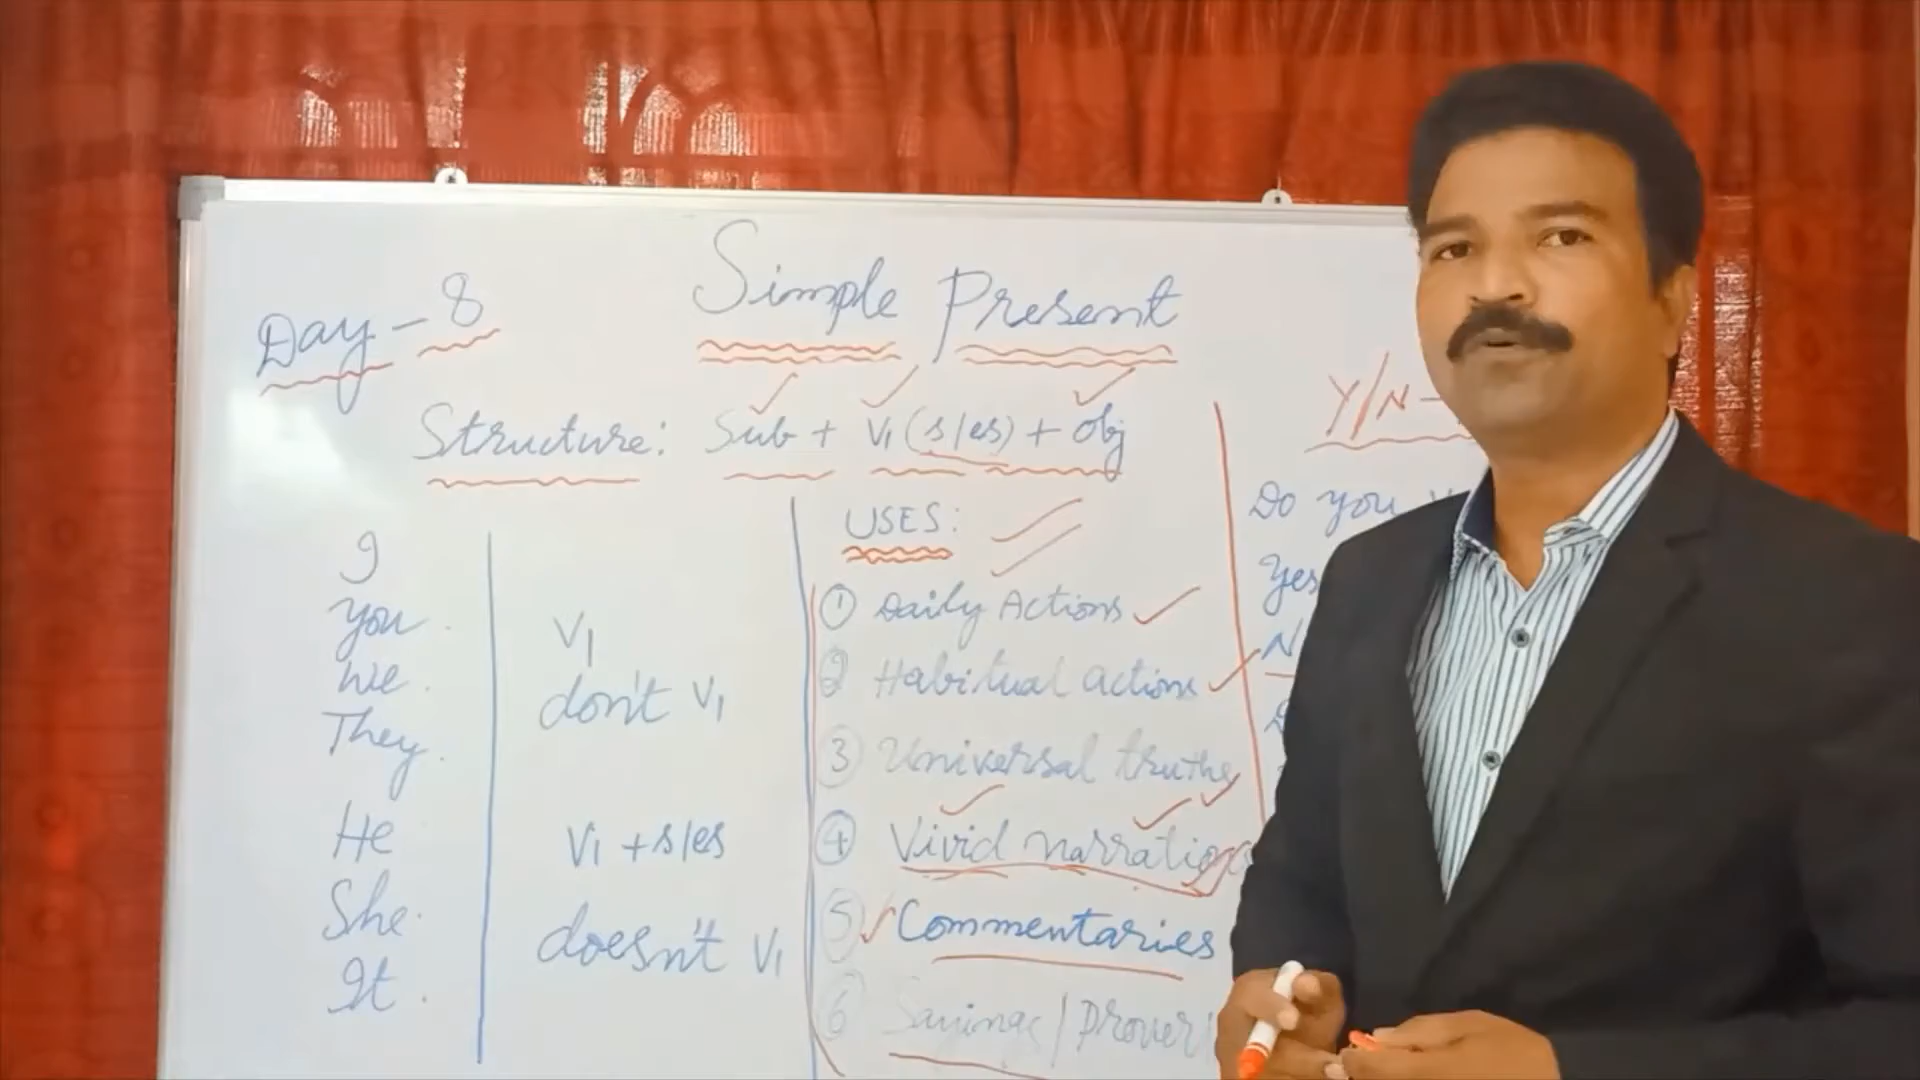 Day - 8
Simple Present
Structure: Sub + V1 (s/es) + obj
I
you
We
They
He
She
It
V1
don't V1
V1 + s/es
doesn't V1
USES:
① Daily Actions
② Habitual actions
③ Universal truths
④ Vivid narration
⑤ Commentaries
⑥ Sayings /
Y/N -
Do you
Yes